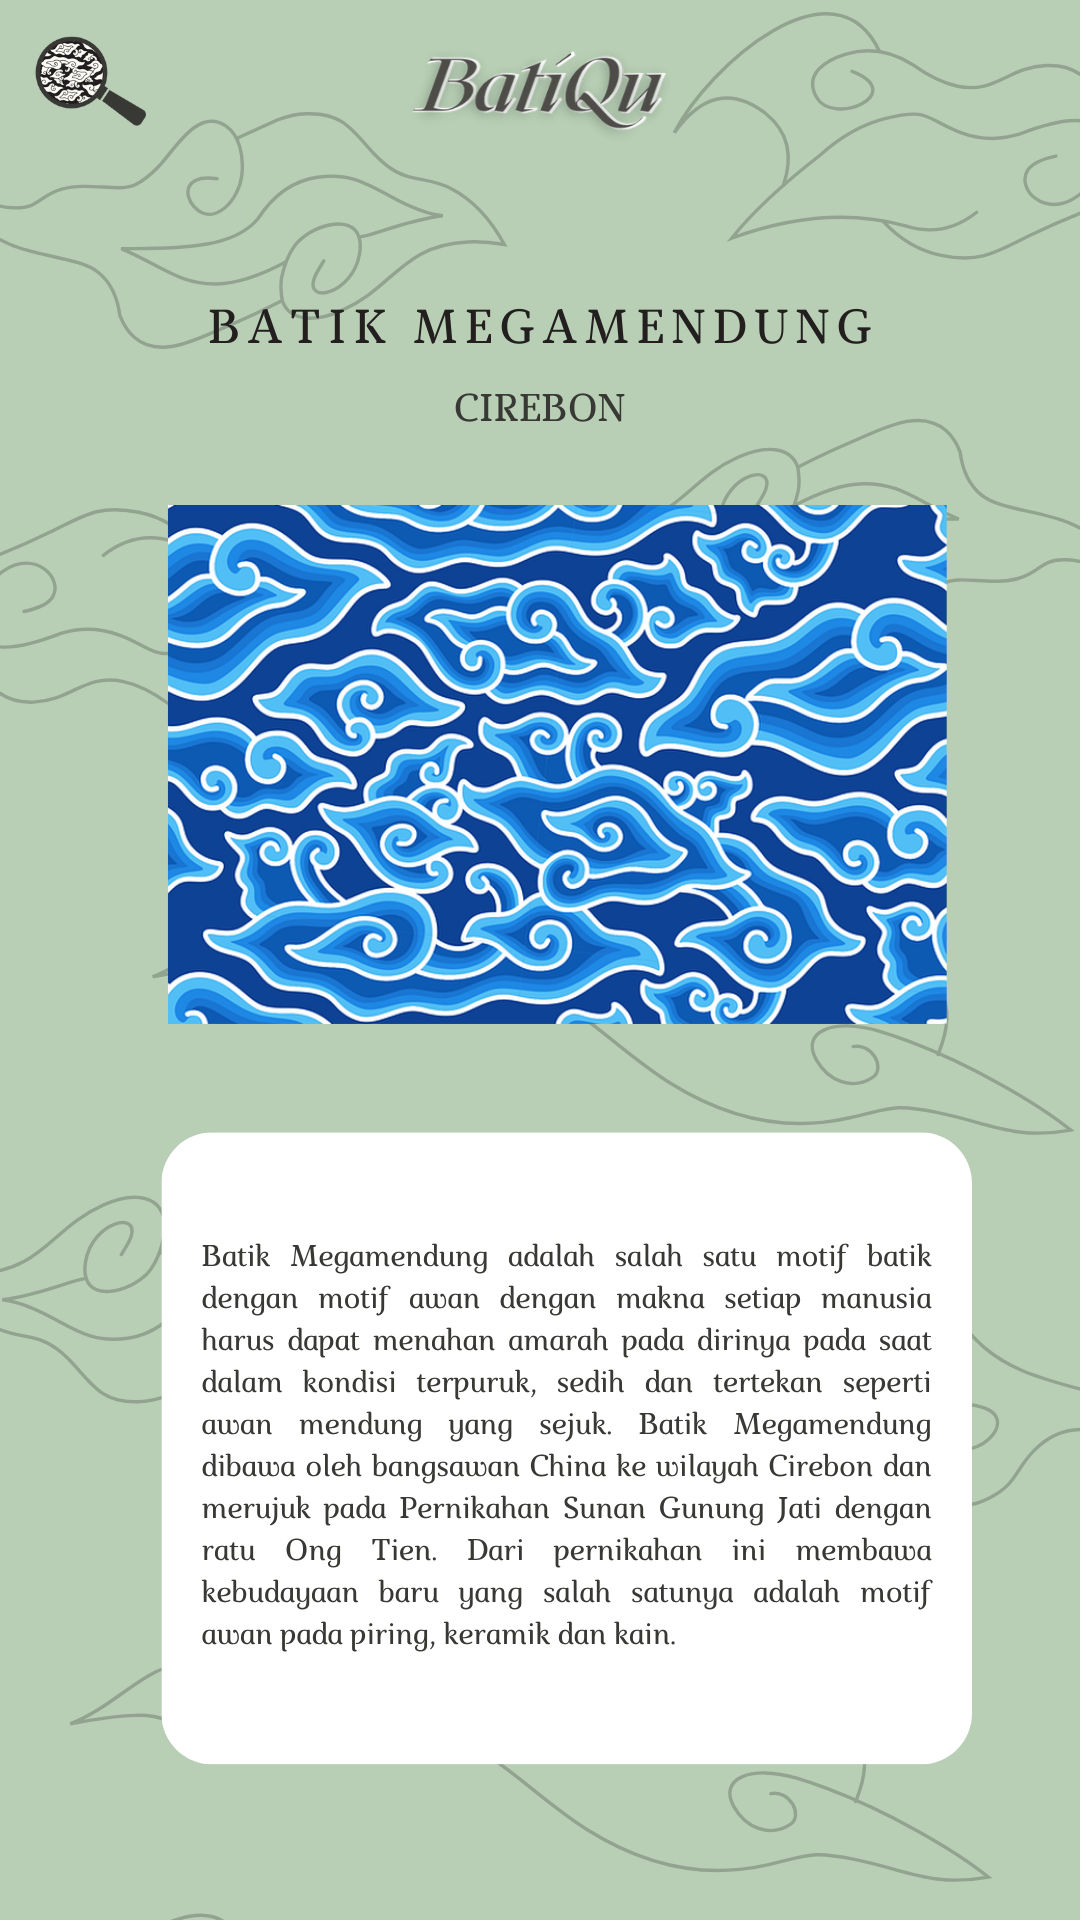 BatiQu
BATIK MEGAMENDUNG
CIREBON
Batik Megamendung adalah salah satu motif batik
dengan motif awan dengan makna setiap manusia
harus dapat menahan amarah pada dirinya pada saat
dalam kondisi terpuruk, sedih dan tertekan seperti
awan mendung yang sejuk. Batik Megamendung
dibawa oleh bangsawan China ke wilayah Cirebon dan
merujuk pada Pernikahan Sunan Gunung Jati dengan
ratu Ong Tien. Dari pernikahan ini membawa
kebudayaan baru yang salah satunya adalah motif
awan pada piring, keramik dan kain.